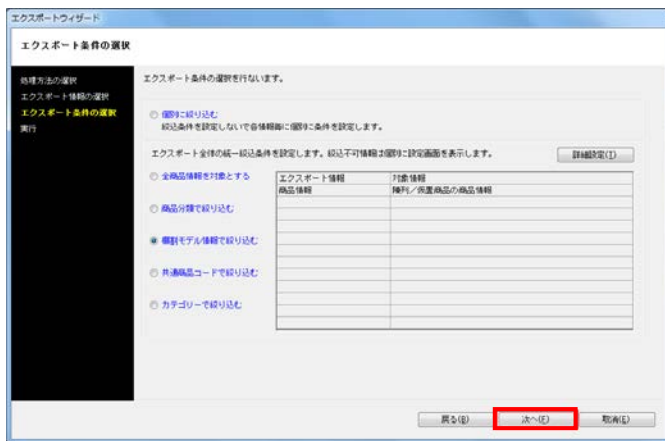 エクスポートウィザード
エクスポート条件の選択
処理方法の選択
エクスポート情報の選択
エクスポート条件の選択
実行
エクスポート条件の選択を行ないます。
個別に絞り込む
絞込条件を設定しないで各情報毎に個別に条件を設定します。
エクスポート全体の統一絞込条件を設定します。絞込不可情報は個別に設定画面を表示します。
詳細設定(I)
全商品情報を対象とする
商品分類で絞り込む
棚割モデル情報で絞り込む
共通商品コードで絞り込む
カテゴリーで絞り込む
エクスポート情報 対象情報
商品情報 陳列/仮置商品の商品情報
戻る(B) 次へ(F) 取消(E)